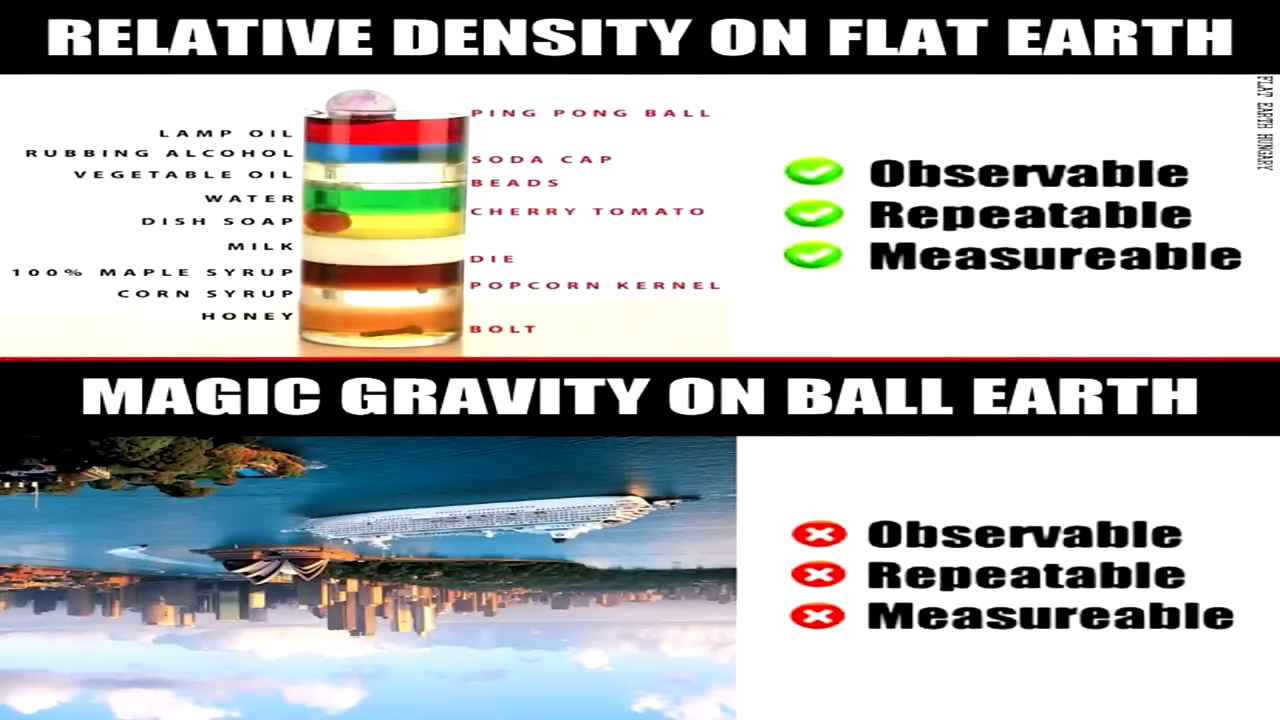 RELATIVE DENSITY ON FLAT EARTH
FLAT EARTH HUNGARY
PING PONG BALL
LAMP OIL
RUBBING ALCOHOL
SODA CAP
VEGETABLE OIL
BEADS
WATER
CHERRY TOMATO
DISH SOAP
MILK
DIE
100% MAPLE SYRUP
POPCORN KERNEL
CORN SYRUP
HONEY
BOLT
Observable
Repeatable
Measureable
MAGIC GRAVITY ON BALL EARTH
Observable
Repeatable
Measureable